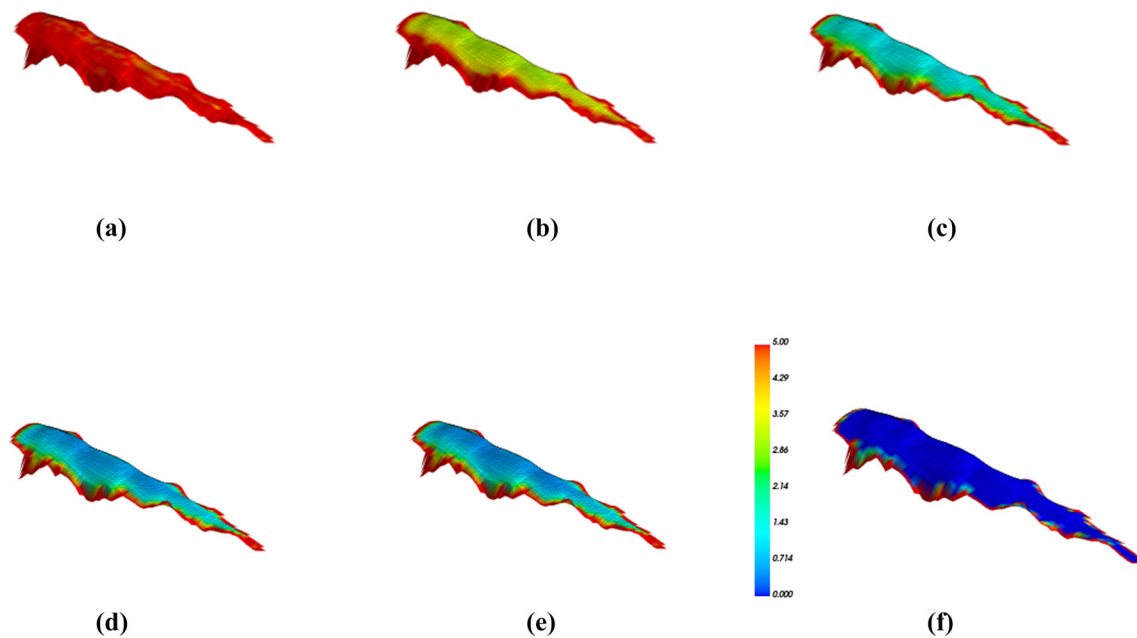 (a)
(b)
(c)
5.00
4.29
3.57
2.86
2.14
1.43
0.714
0.000
(d)
(e)
(f)